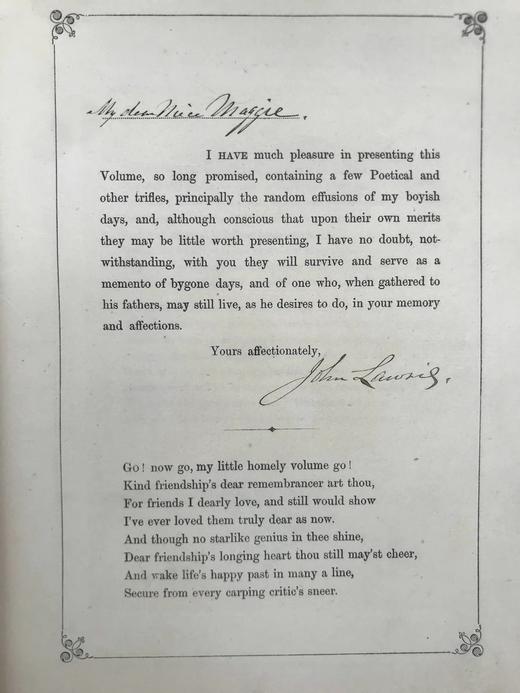 My dear Niece Maggie.
I HAVE much pleasure in presenting this
Volume, so long promised, containing a few Poetical and
other trifles, principally the random effusions of my boyish
days, and, although conscious that upon their own merits
they may be little worth presenting, I have no doubt, not-
withstanding, with you they will survive and serve as a
memento of bygone days, and of one who, when gathered to
his fathers, may still live, as he desires to do, in your memory
and affections.
Yours affectionately,
John Lawrie.
Go! now go, my little homely volume go!
Kind friendship's dear remembrancer art thou,
For friends I dearly love, and still would show
I've ever loved them truly dear as now.
And though no starlike genius in thee shine,
Dear friendship's longing heart thou still may'st cheer,
And wake life's happy past in many a line,
Secure from every carping critic's sneer.